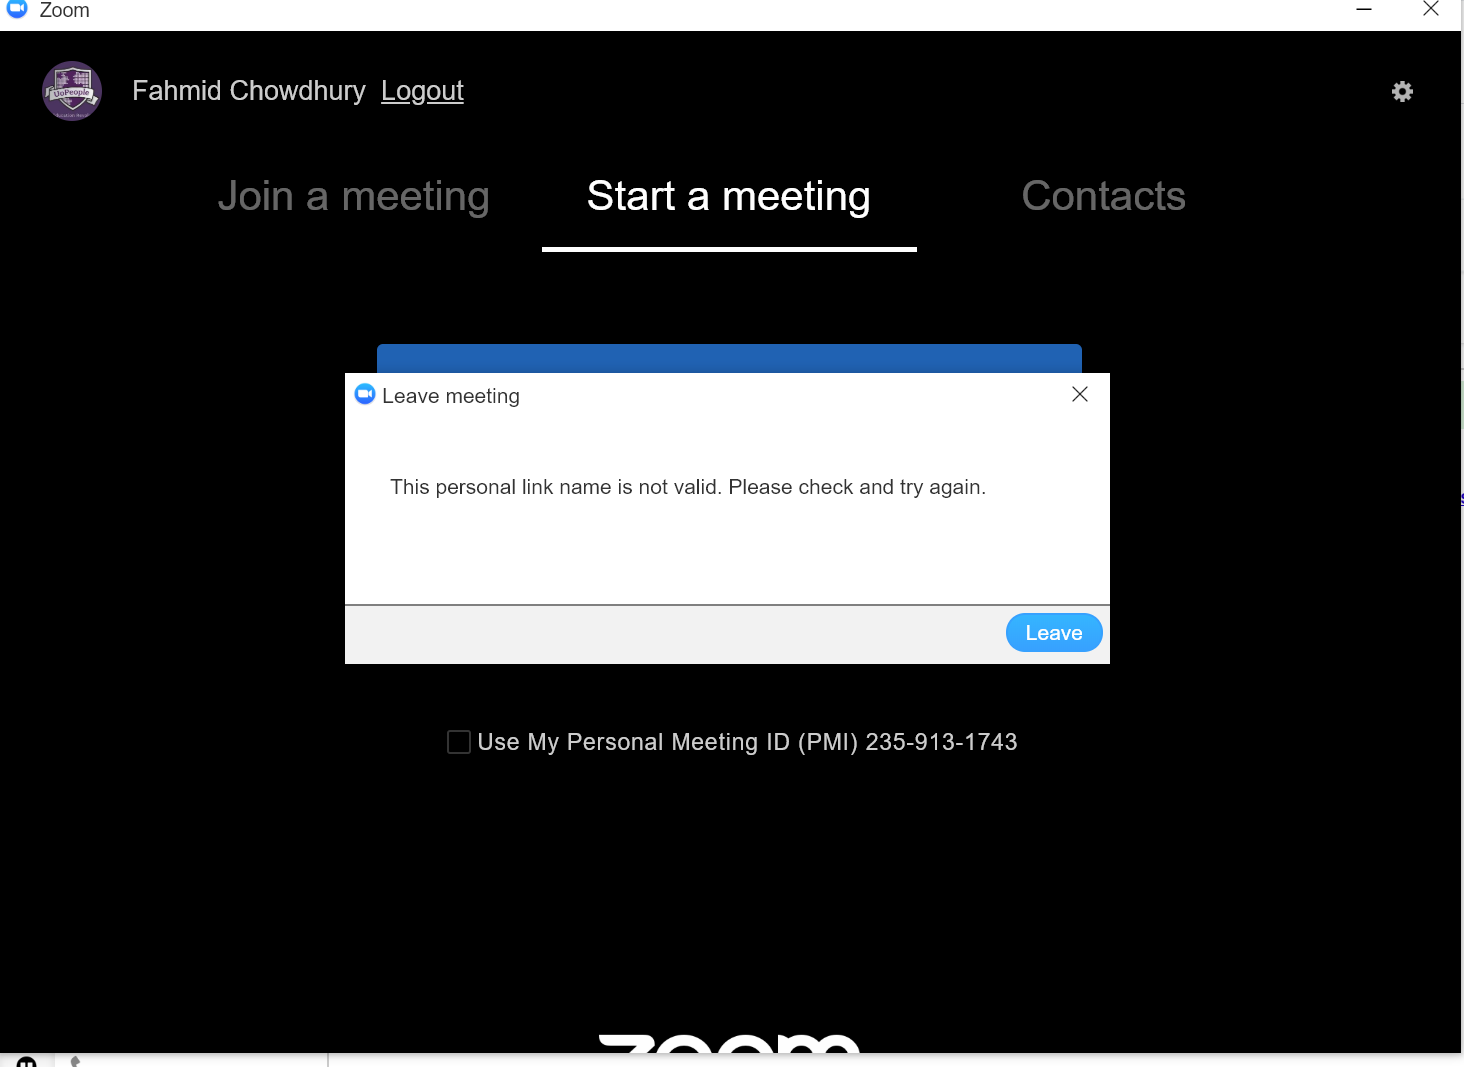 Zoom
UoPeople
Fahmid Chowdhury Logout
Join a meeting
Start a meeting
Contacts
Leave meeting
This personal link name is not valid. Please check and try again.
Leave
Use My Personal Meeting ID (PMI) 235-913-1743
zoom